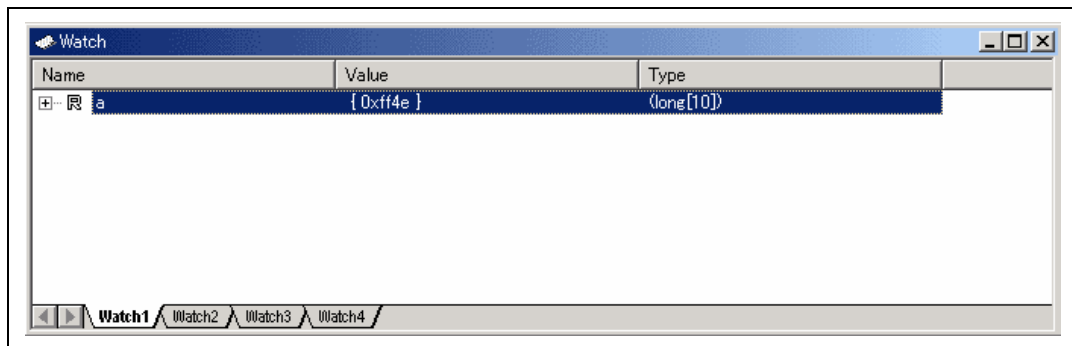 Watch
Name Value Type
R a { 0xff4e } (long[10])
Watch1 Watch2 Watch3 Watch4